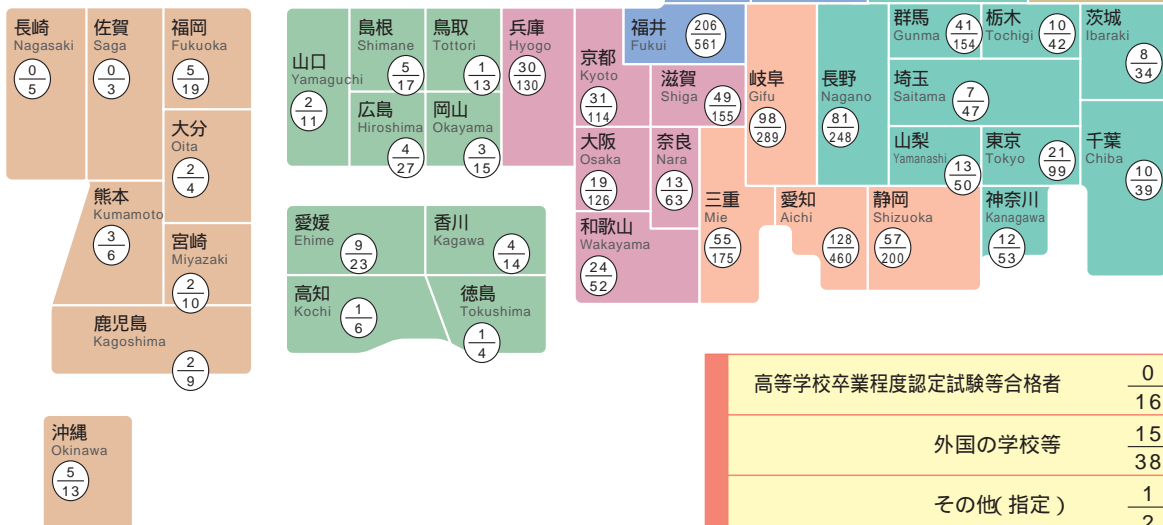 長崎
Nagasaki
0
5
佐賀
Saga
0
3
福岡
Fukuoka
5
19
大分
Oita
2
4
熊本
Kumamoto
3
6
宮崎
Miyazaki
2
10
鹿児島
Kagoshima
2
9
沖縄
Okinawa
5
13
山口
Yamaguchi
2
11
島根
Shimane
5
17
鳥取
Tottori
1
13
広島
Hiroshima
4
27
岡山
Okayama
3
15
兵庫
Hyogo
30
130
愛媛
Ehime
9
23
香川
Kagawa
4
14
高知
Kochi
1
6
徳島
Tokushima
1
4
京都
Kyoto
31
114
福井
Fukui
206
561
滋賀
Shiga
49
155
大阪
Osaka
19
126
奈良
Nara
13
63
和歌山
Wakayama
24
52
岐阜
Gifu
98
289
三重
Mie
55
175
愛知
Aichi
128
460
静岡
Shizuoka
57
200
長野
Nagano
81
248
群馬
Gunma
41
154
栃木
Tochigi
10
42
茨城
Ibaraki
8
34
埼玉
Saitama
7
47
山梨
Yamanashi
13
50
東京
Tokyo
21
99
千葉
Chiba
10
39
神奈川
Kanagawa
12
53
高等学校卒業程度認定試験等合格者
0
16
外国の学校等
15
38
その他(指定)
1
2